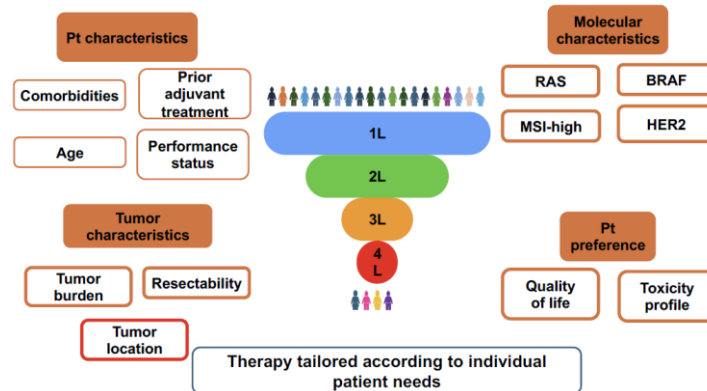 Pt characteristics
Comorbidities
Prior
adjuvant
treatment
Age
Performance
status
Tumor
characteristics
Tumor
burden
Resectability
Tumor
location
1L
2L
3L
4
L
Molecular
characteristics
RAS
BRAF
MSI-high
HER2
Pt
preference
Quality
of life
Toxicity
profile
Therapy tailored according to individual
patient needs